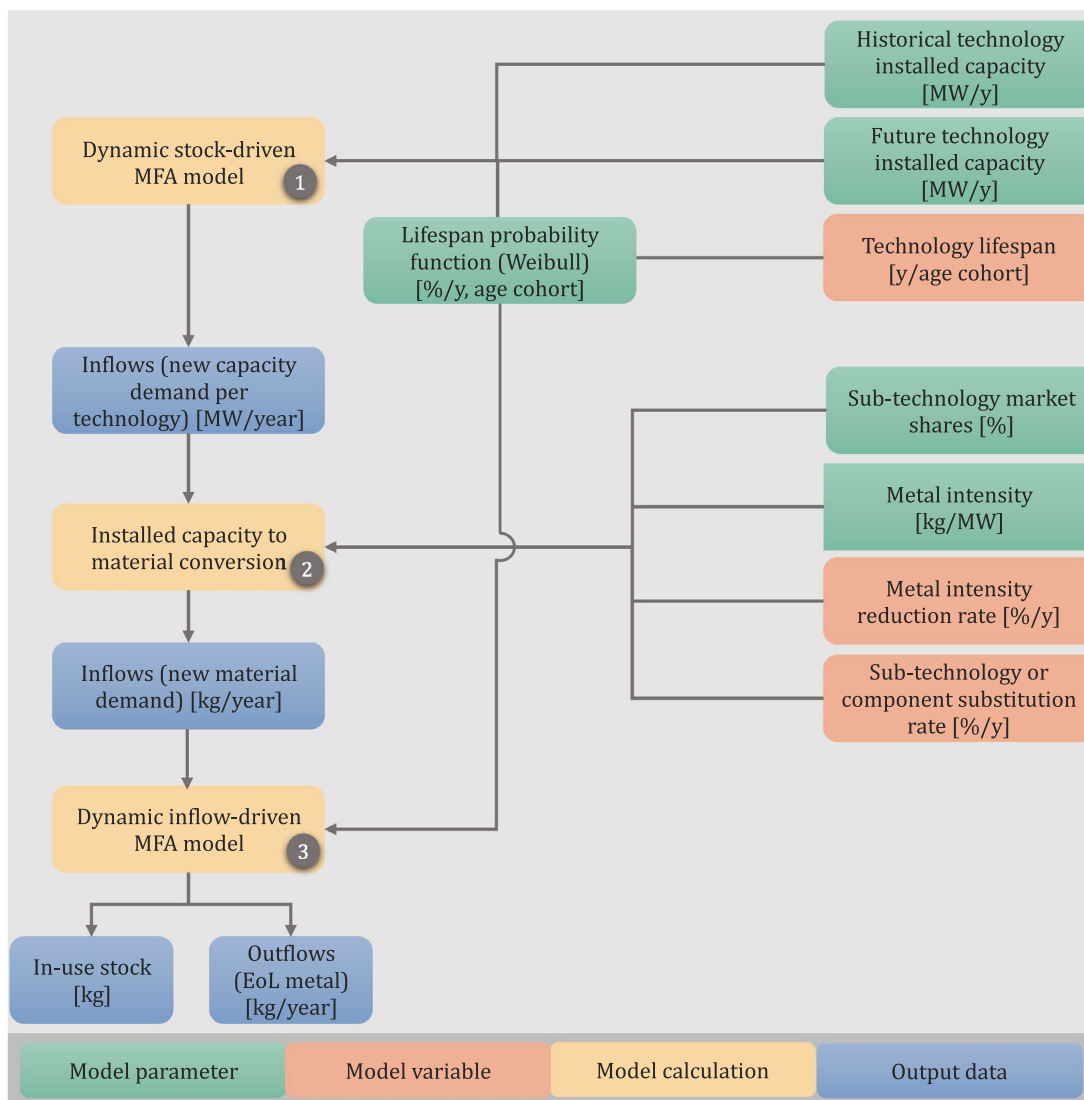 Historical technology
installed capacity
[MW/y]
Dynamic stock-driven
MFA model
1
Future technology
installed capacity
[MW/y]
Lifespan probability
function (Weibull)
[%/y, age cohort]
Technology lifespan
[y/age cohort]
Inflows (new capacity
demand per
technology) [MW/year]
Sub-technology market
shares [%]
Metal intensity
[kg/MW]
Installed capacity to
material conversion
2
Metal intensity
reduction rate [%/y]
Inflows (new material
demand) [kg/year]
Sub-technology or
component substitution
rate [%/y]
Dynamic inflow-driven
MFA model
3
In-use stock
[kg]
Outflows
(EoL metal)
[kg/year]
Model parameter
Model variable
Model calculation
Output data